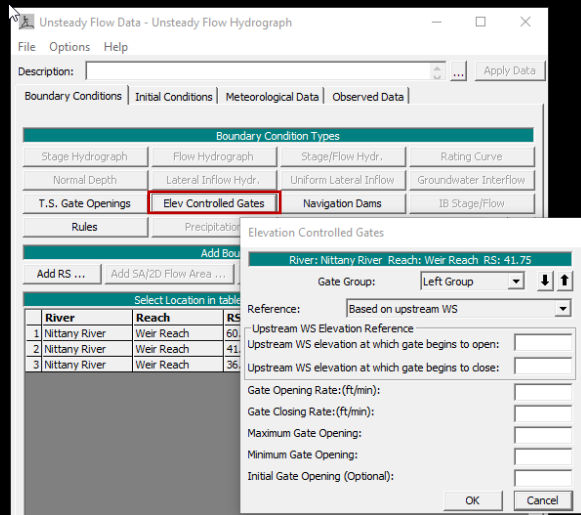 Unsteady Flow Data - Unsteady Flow Hydrograph
File Options Help
Description: ... Apply Data
Boundary Conditions Initial Conditions Meteorological Data Observed Data
Boundary Condition Types
Stage Hydrograph Flow Hydrograph Stage/Flow Hydr. Rating Curve
Normal Depth Lateral Inflow Hydr. Uniform Lateral Inflow Groundwater Interflow
T.S. Gate Openings Elev Controlled Gates Navigation Dams IB Stage/Flow
Rules Precipitation
Add Bou
Add RS ... Add SA/2D Flow Area ...
Select Location in table
River Reach RS
1 Nittany River Weir Reach 60.
2 Nittany River Weir Reach 41.
3 Nittany River Weir Reach 36.
Elevation Controlled Gates
River: Nittany River Reach: Weir Reach RS: 41.75
Gate Group: Left Group
Reference: Based on upstream WS
Upstream WS Elevation Reference
Upstream WS elevation at which gate begins to open:
Upstream WS elevation at which gate begins to close:
Gate Opening Rate:(ft/min):
Gate Closing Rate:(ft/min):
Maximum Gate Opening:
Minimum Gate Opening:
Initial Gate Opening (Optional):
OK Cancel